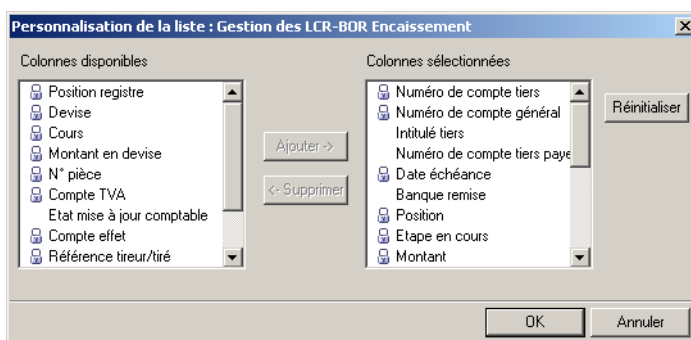 Personnalisation de la liste : Gestion des LCR-BOR Encaissement
Colonnes disponibles
Position registre
Devise
Cours
Montant en devise
N° pièce
Compte TVA
Etat mise à jour comptable
Compte effet
Référence tireur/tiré
Ajouter ->
<- Supprimer
Colonnes sélectionnées
Numéro de compte tiers
Numéro de compte général
Intitulé tiers
Numéro de compte tiers paye
Date échéance
Banque remise
Position
Etape en cours
Montant
Réinitialiser
OK
Annuler